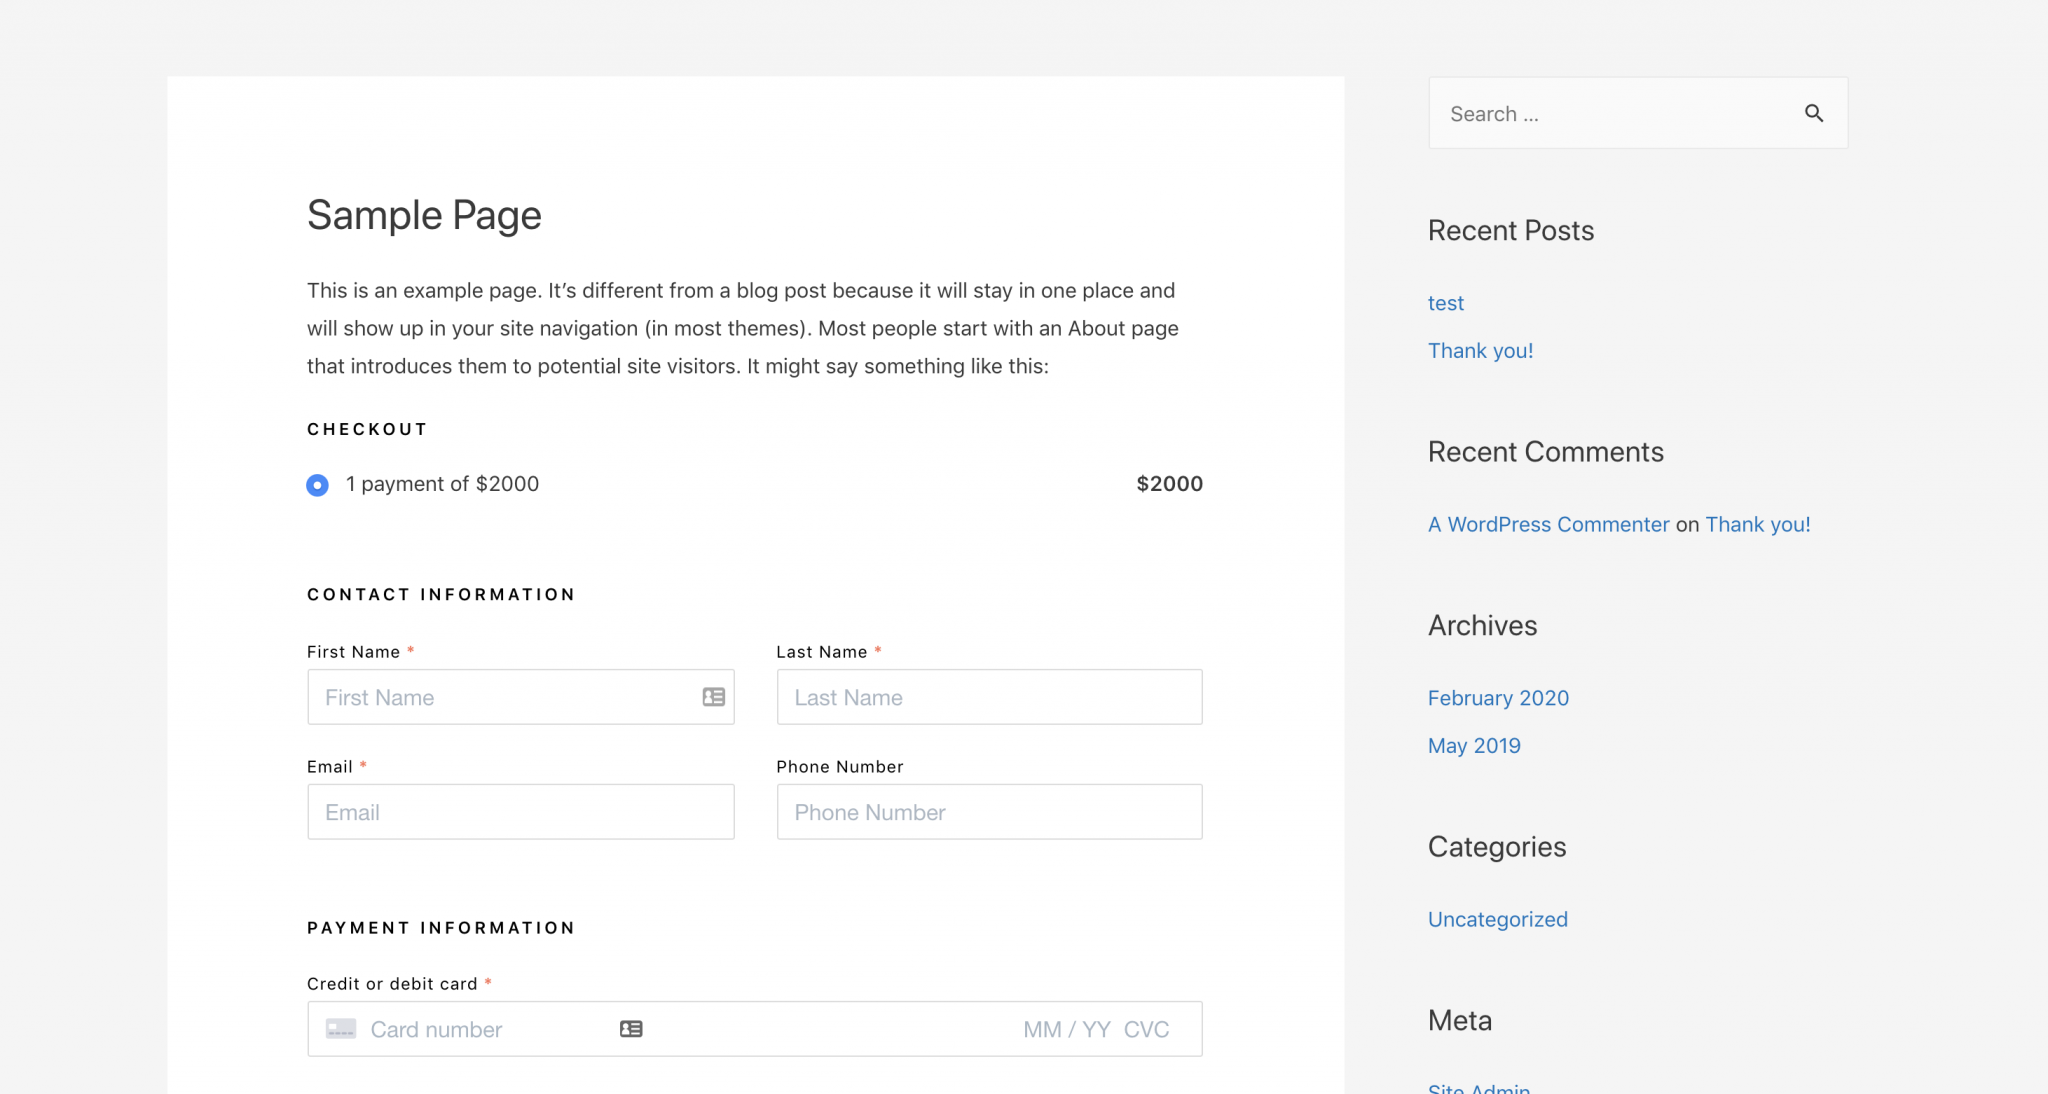 Sample Page
This is an example page. It’s different from a blog post because it will stay in one place and
will show up in your site navigation (in most themes). Most people start with an About page
that introduces them to potential site visitors. It might say something like this:
CHECKOUT
1 payment of $2000 $2000
CONTACT INFORMATION
First Name * Last Name *
First Name Last Name
Email * Phone Number
Email Phone Number
PAYMENT INFORMATION
Credit or debit card *
Card number MM / YY CVC
Search ...
Recent Posts
test
Thank you!
Recent Comments
A WordPress Commenter on Thank you!
Archives
February 2020
May 2019
Categories
Uncategorized
Meta
Site Admin